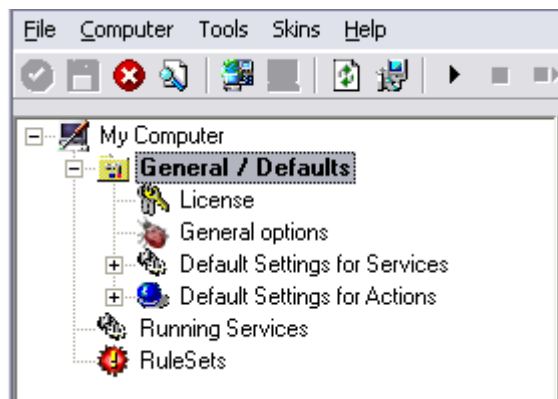 File Computer Tools Skins Help
My Computer
General / Defaults
License
General options
Default Settings for Services
Default Settings for Actions
Running Services
RuleSets